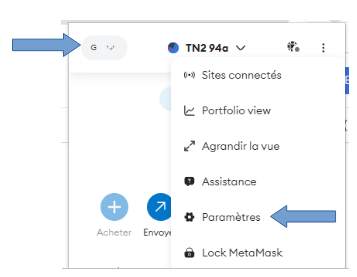 G
TN2 94a
Sites connectés
Portfolio view
Agrandir la vue
Assistance
Paramètres
Acheter Envoye
Lock MetaMask